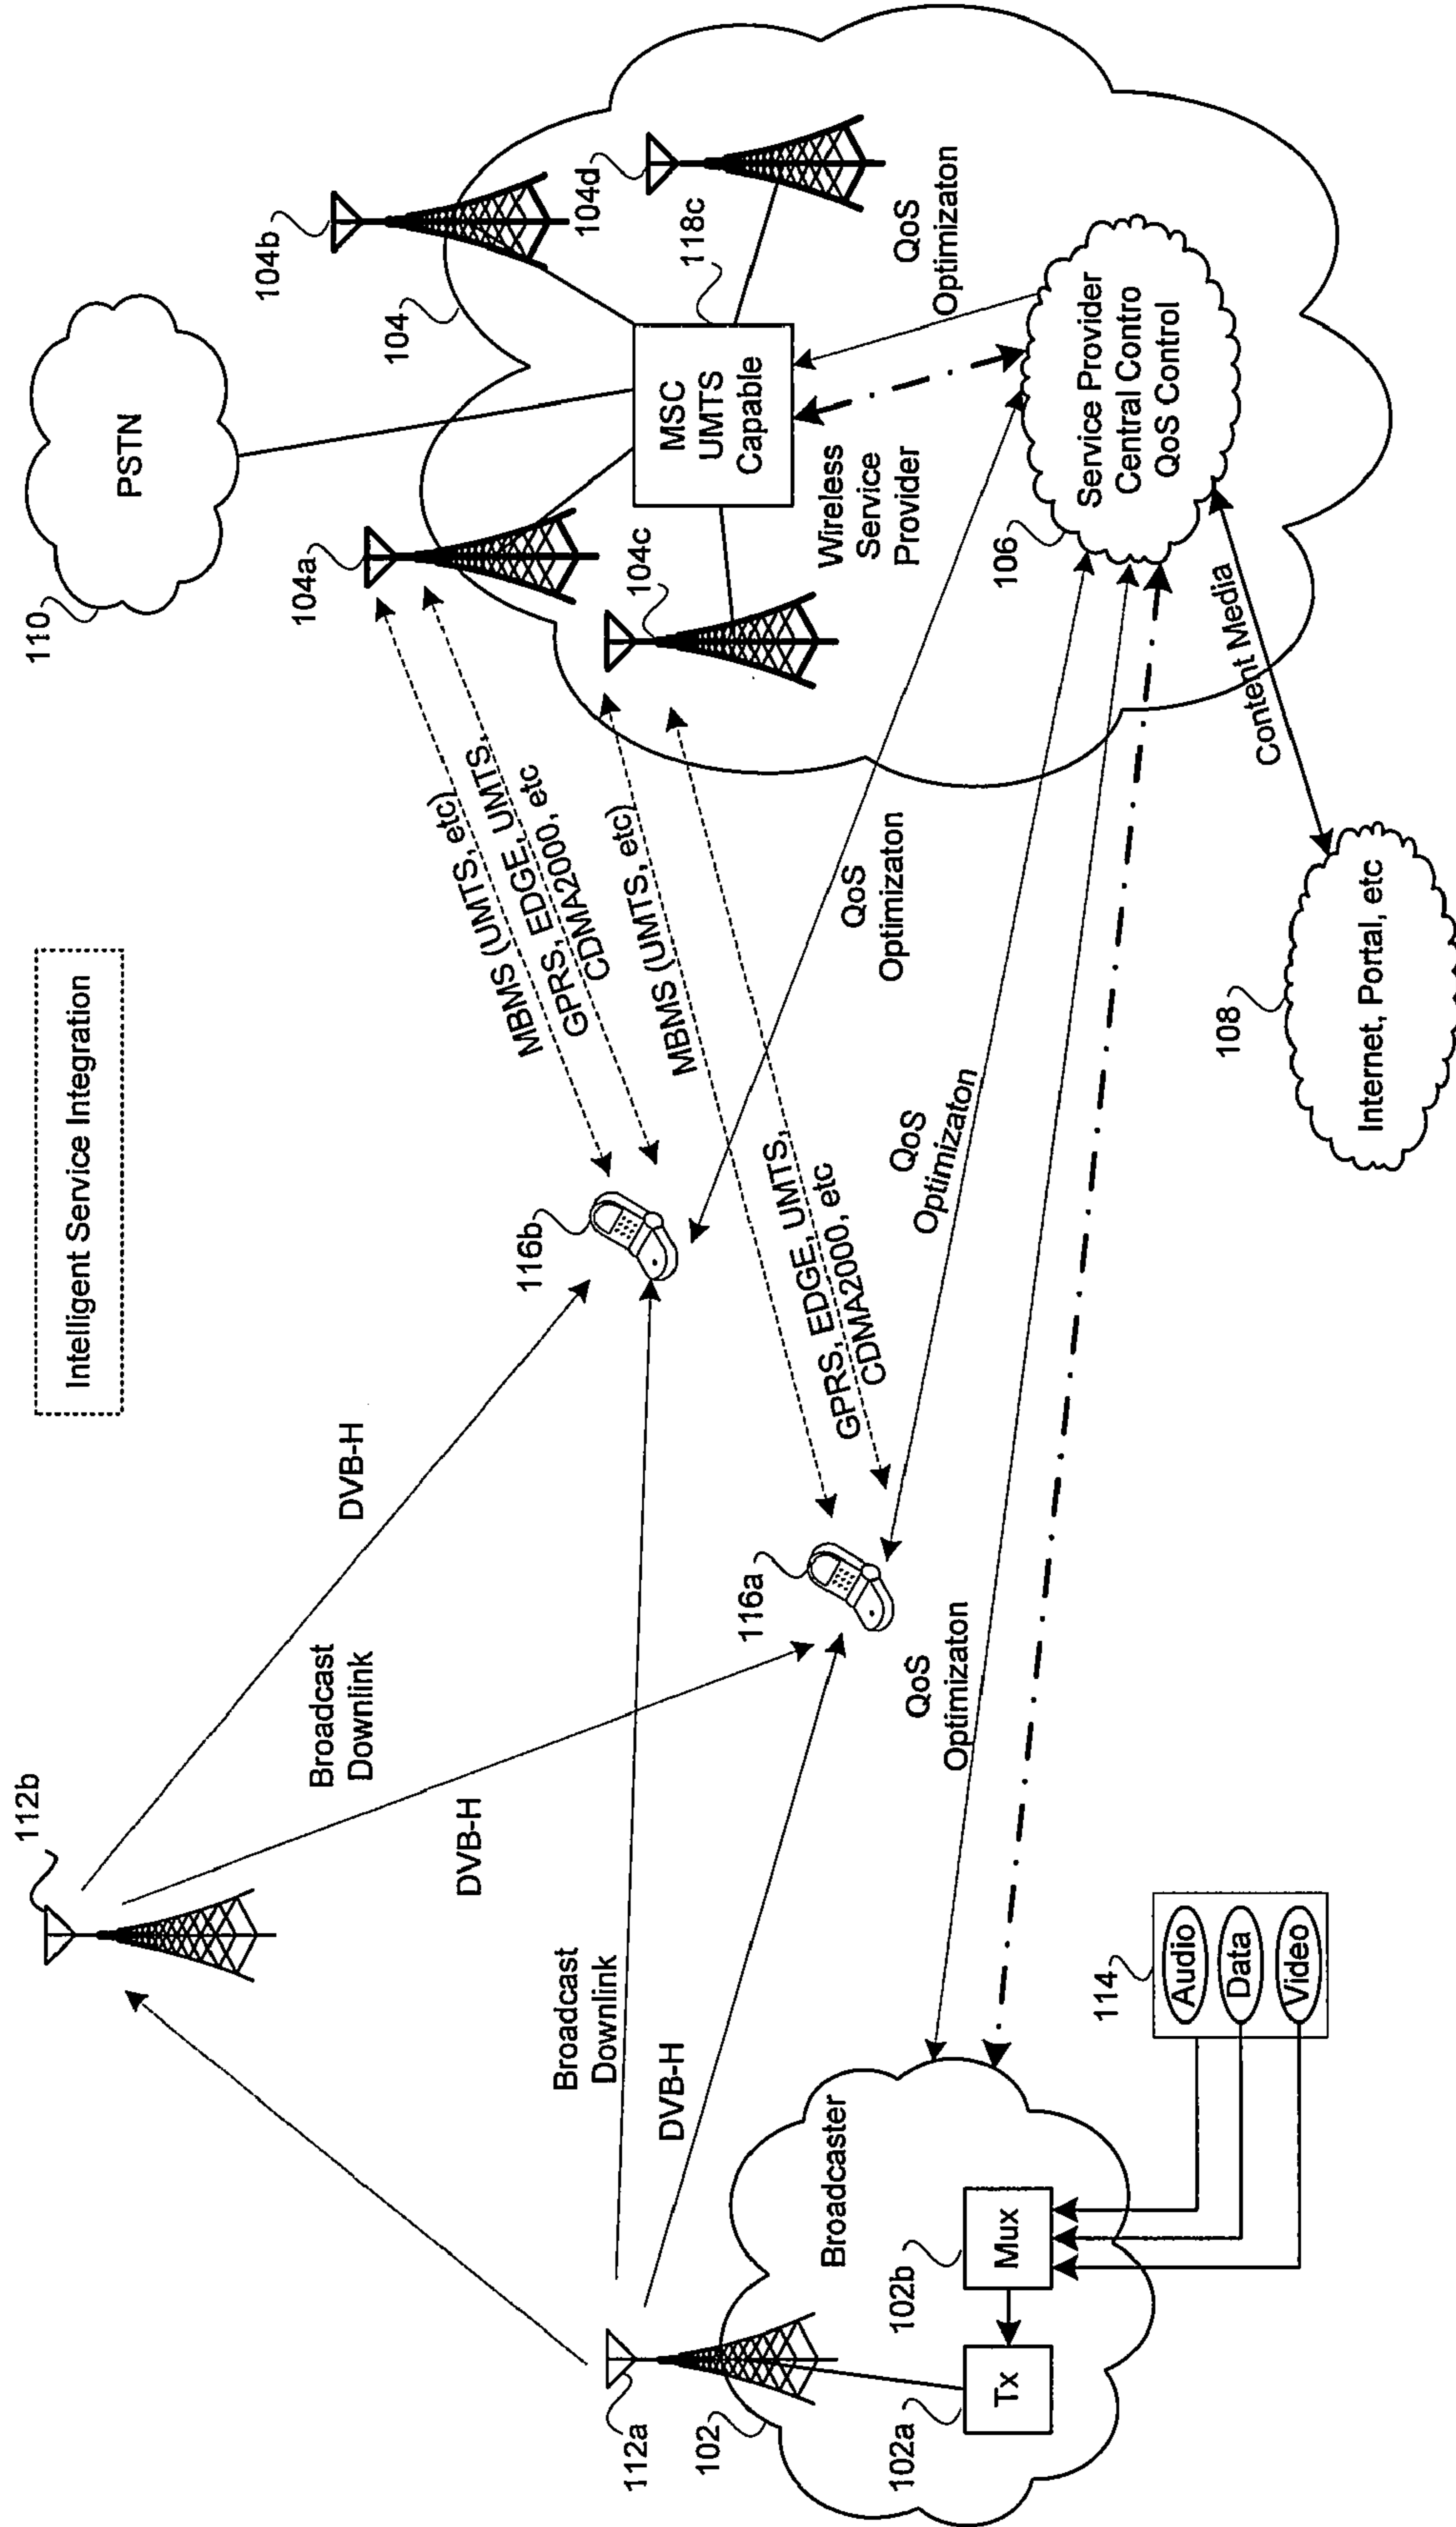 Intelligent Service Integration
112b
DVB-H
Broadcast
Downlink
DVB-H
Broadcast
Downlink
DVB-H
112a
102
Broadcaster
102a
Tx
102b
Mux
114
Audio
Data
Video
116b
116a
110
PSTN
104a
104b
104
104c
104d
118c
MSC
UMTS
Capable
Wireless
Service
Provider
QoS
Optimizaton
106
Service Provider
Central Contro
QoS Control
MBMS (UMTS, etc)
GPRS, EDGE, UMTS,
CDMA2000, etc
MBMS (UMTS, etc)
GPRS, EDGE, UMTS,
CDMA2000, etc
QoS
Optimizaton
QoS
Optimizaton
QoS
Optimizaton
Content Media
108
Internet, Portal, etc